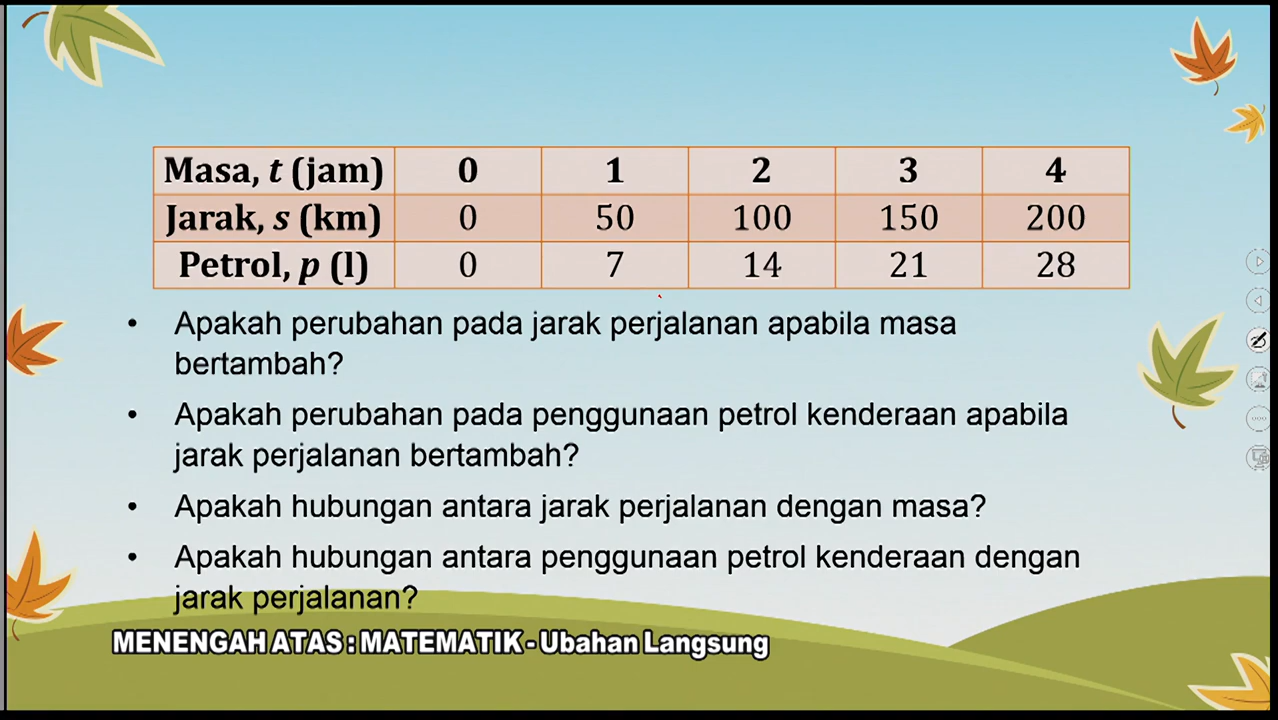 Masa, t (jam) 0 1 2 3 4
Jarak, s (km) 0 50 100 150 200
Petrol, p (l) 0 7 14 21 28
• Apakah perubahan pada jarak perjalanan apabila masa
bertambah?
• Apakah perubahan pada penggunaan petrol kenderaan apabila
jarak perjalanan bertambah?
• Apakah hubungan antara jarak perjalanan dengan masa?
• Apakah hubungan antara penggunaan petrol kenderaan dengan
jarak perjalanan?
MENENGAH ATAS : MATEMATIK - Ubahan Langsung